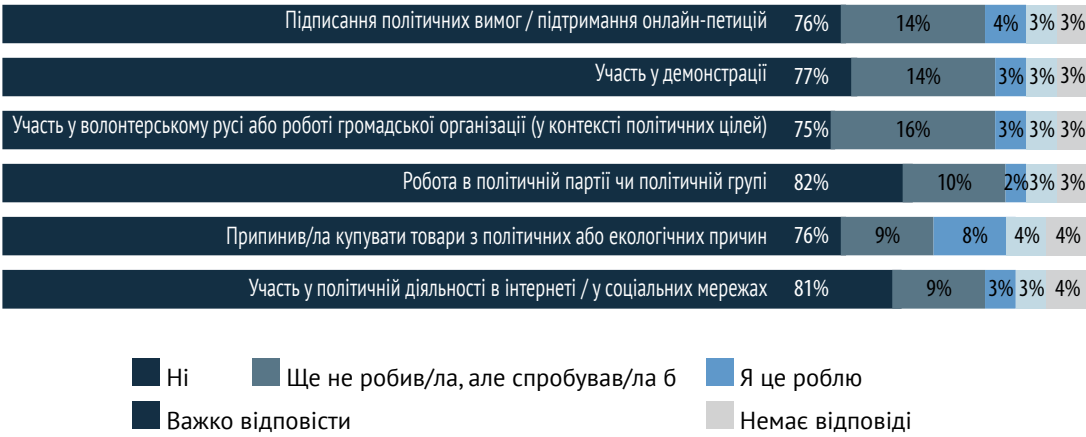 Підписання політичних вимог / підтримання онлайн-петицій 76% 14% 4% 3% 3%
Участь у демонстрації 77% 14% 3% 3% 3%
Участь у волонтерському русі або роботі громадської організації (у контексті політичних цілей) 75% 16% 3% 3% 3%
Робота в політичній партії чи політичній групі 82% 10% 2% 3% 3%
Припинив/ла купувати товари з політичних або екологічних причин 76% 9% 8% 4% 4%
Участь у політичній діяльності в інтернеті / у соціальних мережах 81% 9% 3% 3% 4%
Ні Ще не робив/ла, але спробував/ла б Я це роблю
Важко відповісти Немає відповіді